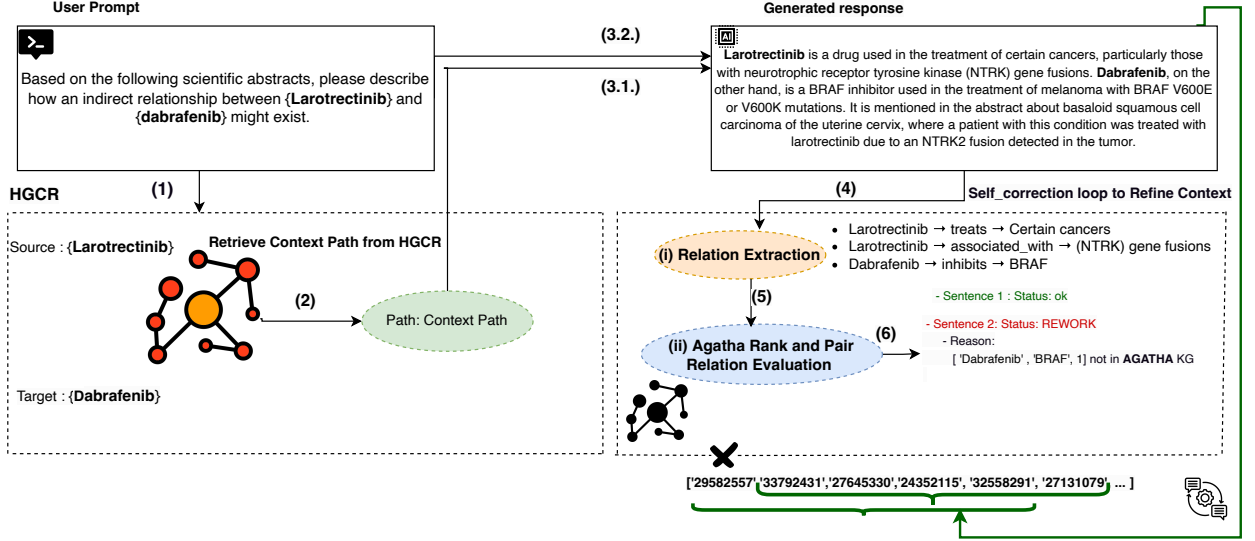 User Prompt
Generated response
>_
Based on the following scientific abstracts, please describe
how an indirect relationship between {Larotrectinib} and
{dabrafenib} might exist.
(3.2.)
(3.1.)
AI
Larotrectinib is a drug used in the treatment of certain cancers, particularly those
with neurotrophic receptor tyrosine kinase (NTRK) gene fusions. Dabrafenib, on the
other hand, is a BRAF inhibitor used in the treatment of melanoma with BRAF V600E
or V600K mutations. It is mentioned in the abstract about basaloid squamous cell
carcinoma of the uterine cervix, where a patient with this condition was treated with
larotrectinib due to an NTRK2 fusion detected in the tumor.
HGCR
(1)
(4)
Self_correction loop to Refine Context
Source : {Larotrectinib}
Retrieve Context Path from HGCR
(2)
Path: Context Path
Target : {Dabrafenib}
(i) Relation Extraction
• Larotrectinib → treats → Certain cancers
• Larotrectinib → associated_with → (NTRK) gene fusions
• Dabrafenib → inhibits → BRAF
(5)
- Sentence 1 : Status: ok
(ii) Agatha Rank and Pair
Relation Evaluation
(6)
- Sentence 2: Status: REWORK
- Reason:
[ 'Dabrafenib' , 'BRAF', 1] not in AGATHA KG
['29582557','33792431','27645330','24352115', '32558291', '27131079' ... ]